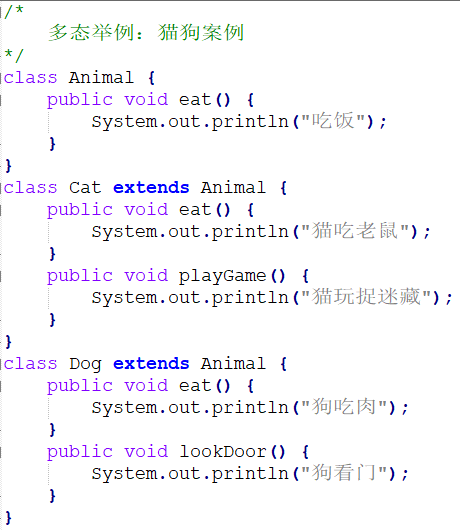 /*
    多态举例：猫狗案例
*/
class Animal {
    public void eat() {
        System.out.println("吃饭");
    }
}
class Cat extends Animal {
    public void eat() {
        System.out.println("猫吃老鼠");
    }
    public void playGame() {
        System.out.println("猫玩捉迷藏");
    }
}
class Dog extends Animal {
    public void eat() {
        System.out.println("狗吃肉");
    }
    public void lookDoor() {
        System.out.println("狗看门");
    }
}